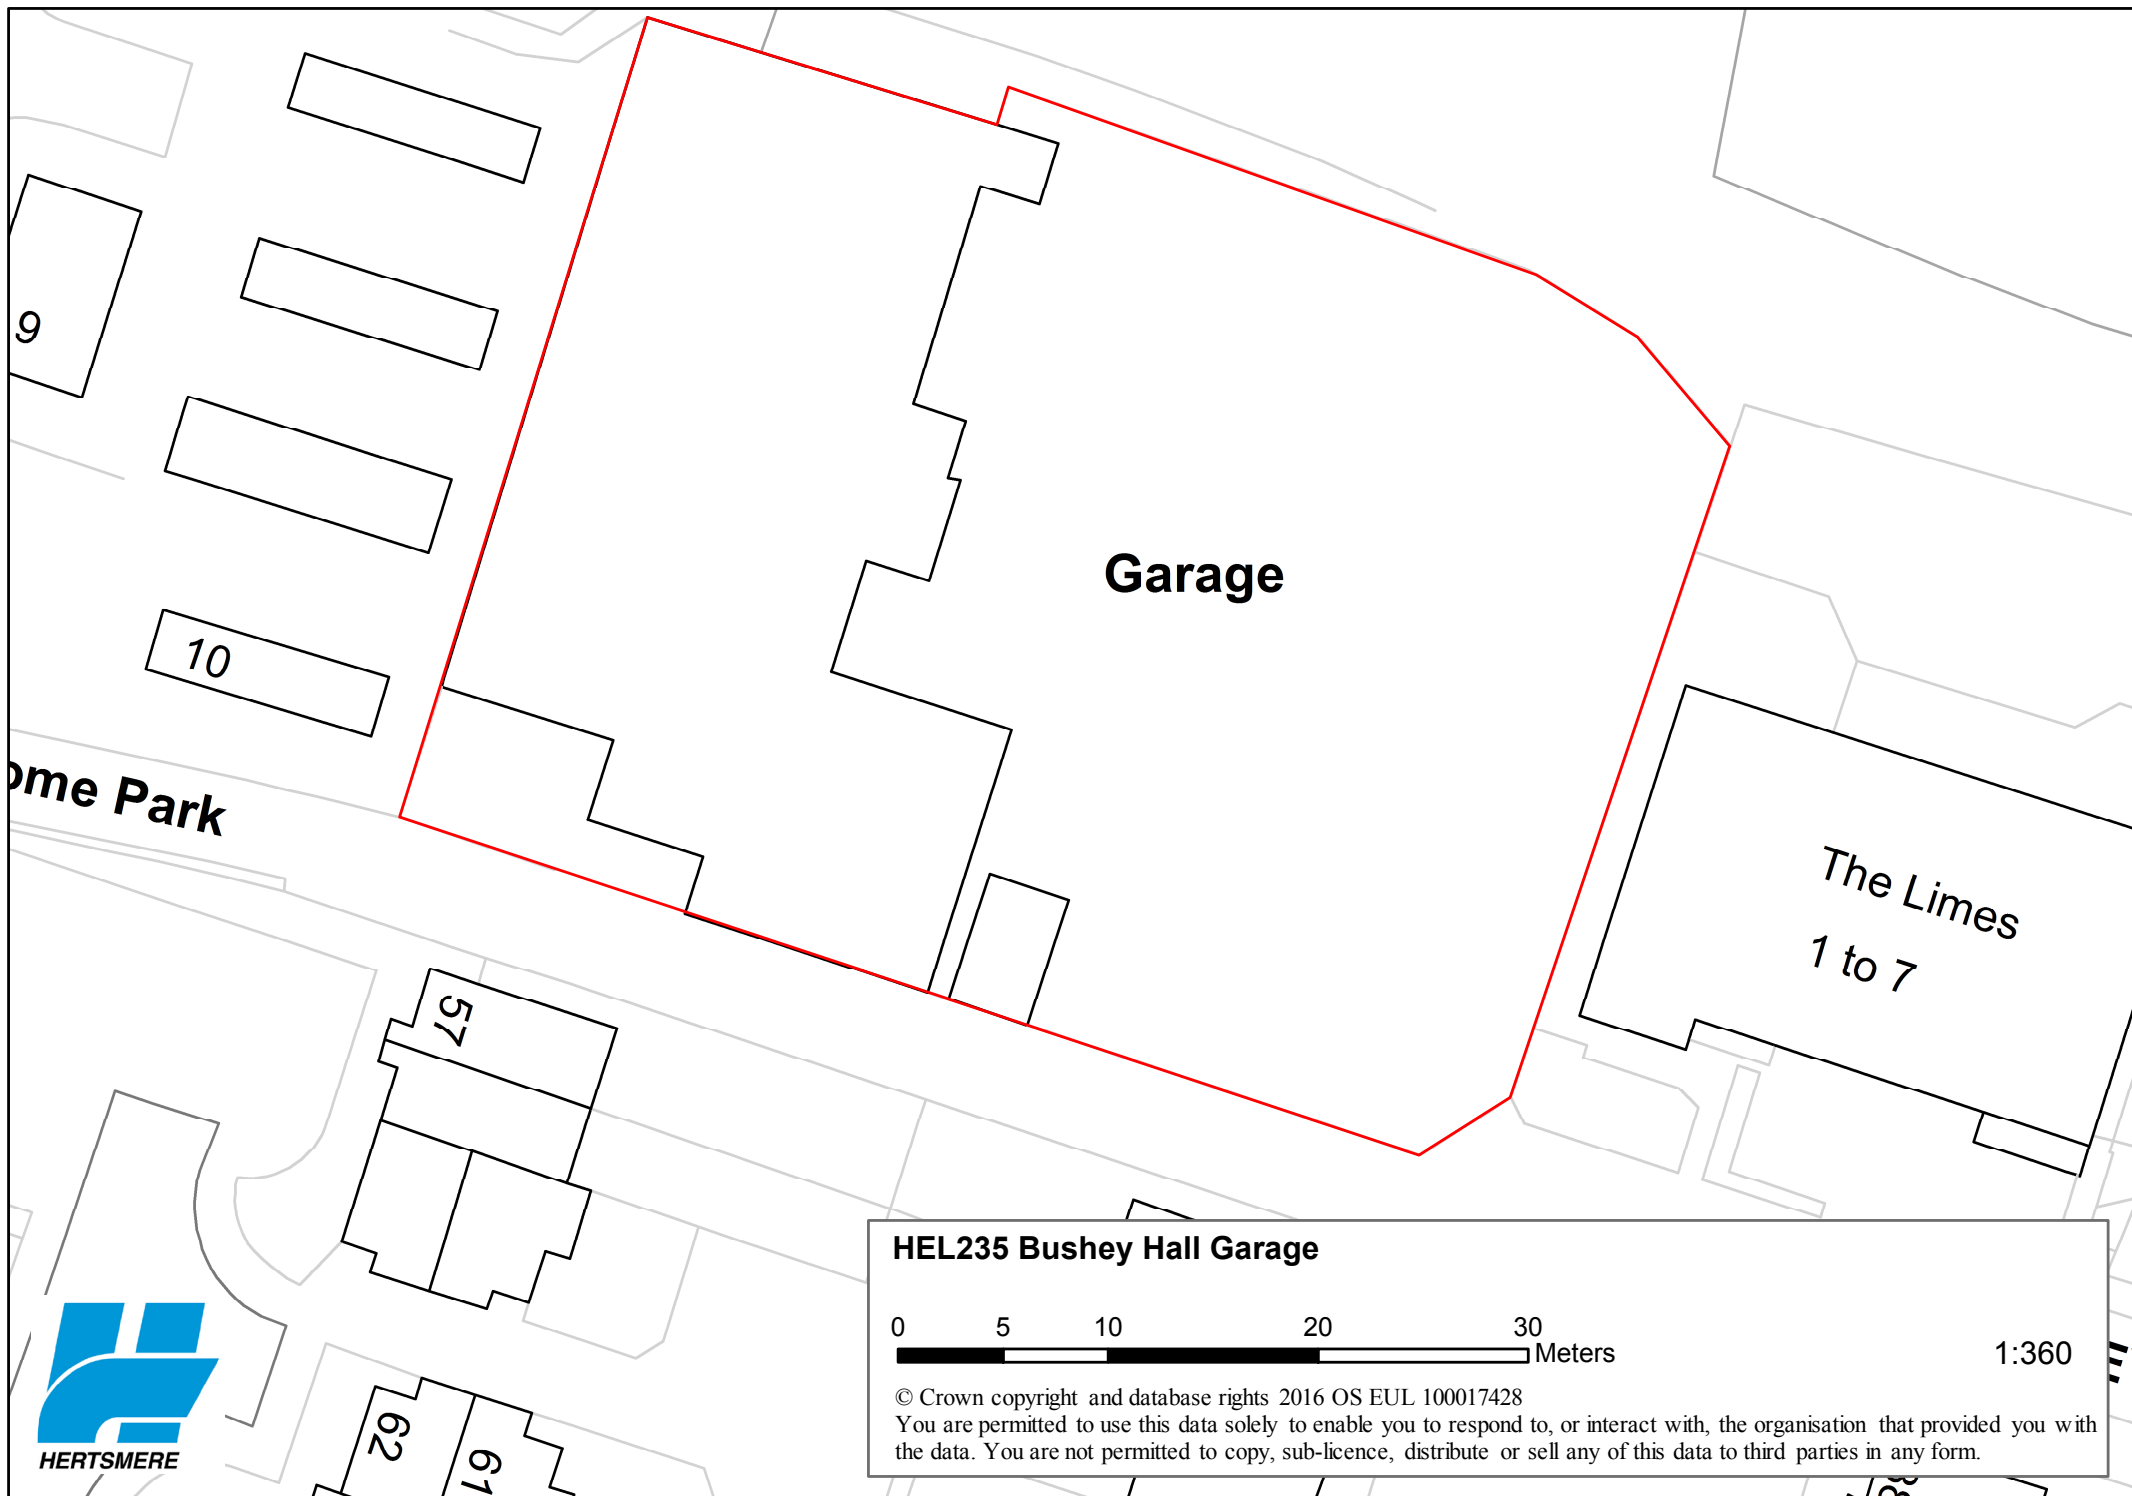 9
Garage
10
ome Park
The Limes
1 to 7
57
HEL235 Bushey Hall Garage
0 5 10 20 30
Meters
1:360
© Crown copyright and database rights 2016 OS EUL 100017428
You are permitted to use this data solely to enable you to respond to, or interact with, the organisation that provided you with
the data. You are not permitted to copy, sub-licence, distribute or sell any of this data to third parties in any form.
HERTSMERE
62
61